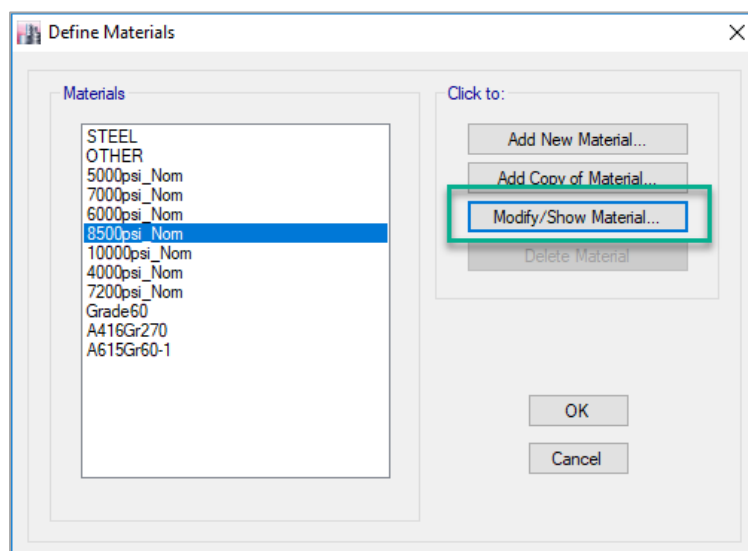 Define Materials
Materials
STEEL
OTHER
5000psi_Nom
7000psi_Nom
6000psi_Nom
8500psi_Nom
10000psi_Nom
4000psi_Nom
7200psi_Nom
Grade60
A416Gr270
A615Gr60-1
Click to:
Add New Material...
Add Copy of Material...
Modify/Show Material...
Delete Material
OK
Cancel